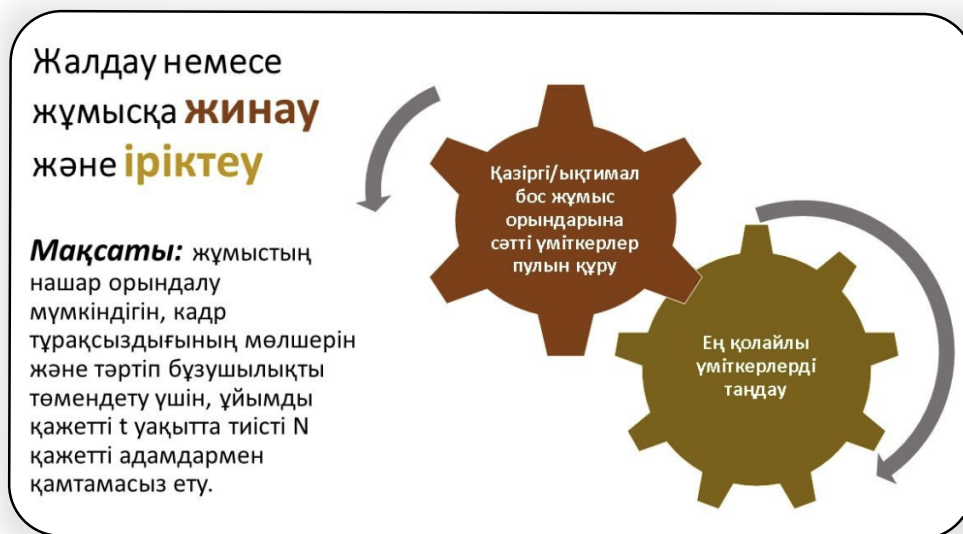 Жалдау немесе
жұмысқа жинау
және іріктеу
Мақсаты: жұмыстың
нашар орындалу
мүмкіндігін, кадр
тұрақсыздығының мөлшерін
және тәртіп бұзушылықты
төмендету үшін, ұйымды
қажетті t уақытта тиісті N
қажетті адамдармен
қамтамасыз ету.
Қазіргі/ықтимал
бос жұмыс
орындарына
сәтті үміткерлер
пулын құру
Ең қолайлы
үміткерлерді
таңдау